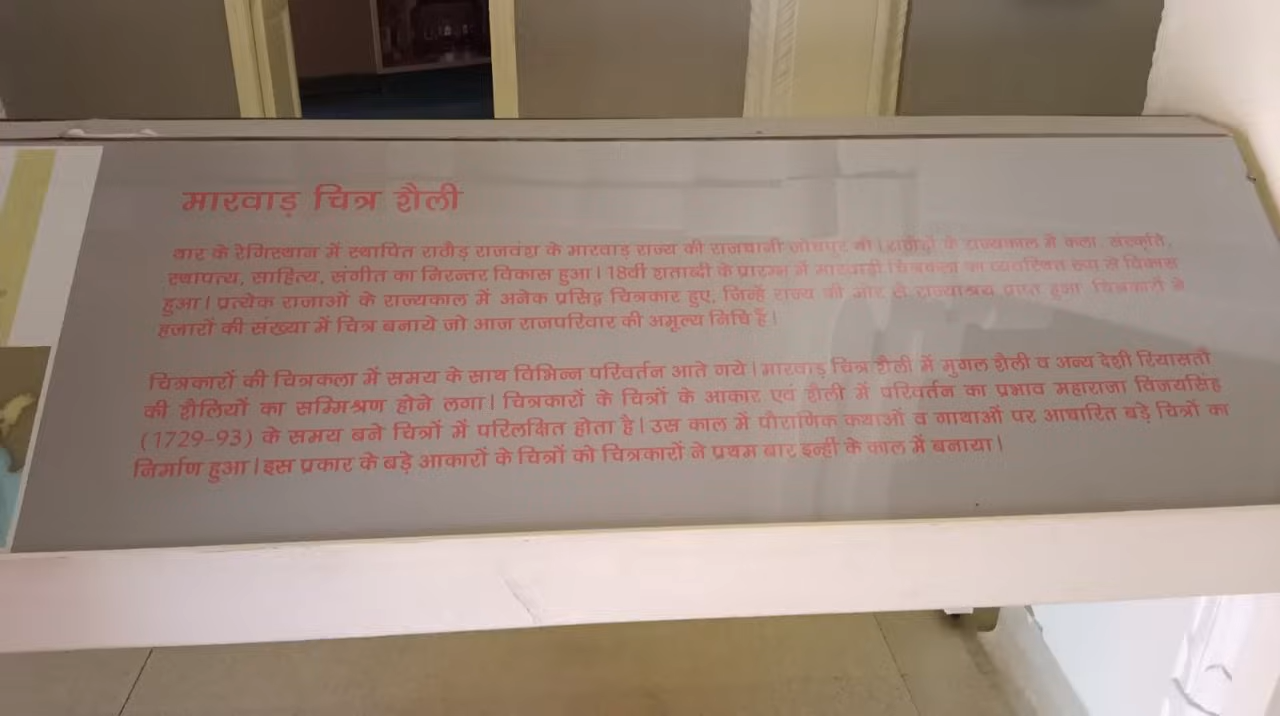 मारवाड़ चित्र शैली
थार के रेगिस्थान में स्थापित राठौड़ राजवंश के मारवाड़ राज्य की राजधानी जोधपुर थी। राठौड़ों के राज्यकाल में कला, संस्कृति,
स्थापत्य, साहित्य, संगीत का निरन्तर विकास हुआ। 18वीं शताब्दी के प्रारम्भ में मारवाड़ी चित्रकला का व्यवस्थित रूप से विकास
हुआ। प्रत्येक राजाओं के राज्यकाल में अनेक प्रसिद्ध चित्रकार हुए, जिन्हें राज्य की ओर से राज्याश्रय प्राप्त हुआ चित्रकारों ने
हजारों की संख्या में चित्र बनाये जो आज राजपरिवार की अमूल्य निधि है।
चित्रकारों की चित्रकला में समय के साथ विभिन्न परिवर्तन आते गये। मारवाड़ चित्र शैली में मुगल शैली व अन्य देशी रियासतों
की शैलियों का सम्मिश्रण होने लगा। चित्रकारों के चित्रों के आकार एवं शैली में परिवर्तन का प्रभाव महाराजा विजयसिंह
(1729-93) के समय बने चित्रों में परिलक्षित होता है। उस काल में पौराणिक कथाओं व गाथाओं पर आधारित बड़े चित्रों का
निर्माण हुआ। इस प्रकार के बड़े आकारों के चित्रों को चित्रकारों ने प्रथम बार इन्हीं के काल में बनाया।